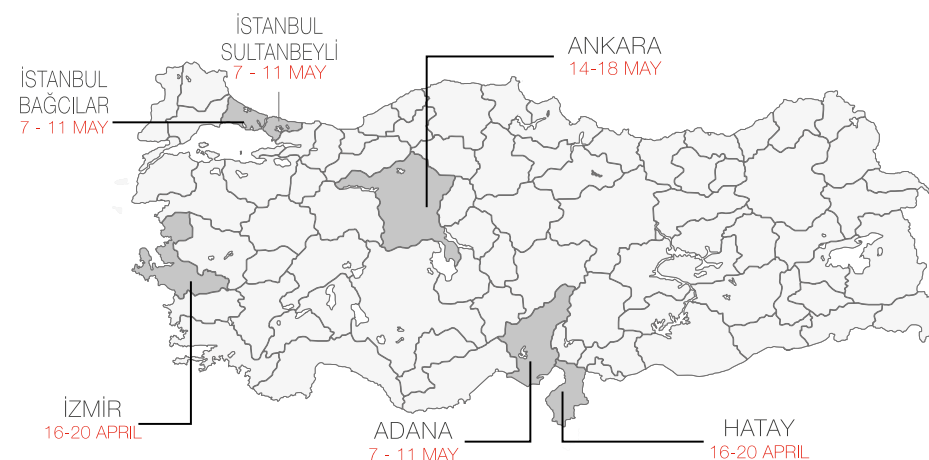 İSTANBUL
SULTANBEYLİ
7 - 11 MAY
ANKARA
14-18 MAY
İSTANBUL
BAĞCILAR
7 - 11 MAY
İZMİR
16-20 APRIL
ADANA
7 - 11 MAY
HATAY
16-20 APRIL